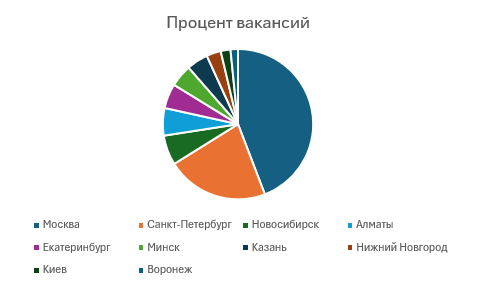 Процент вакансий
Москва Санкт-Петербург Новосибирск Алматы
Екатеринбург Минск Казань Нижний Новгород
Киев Воронеж